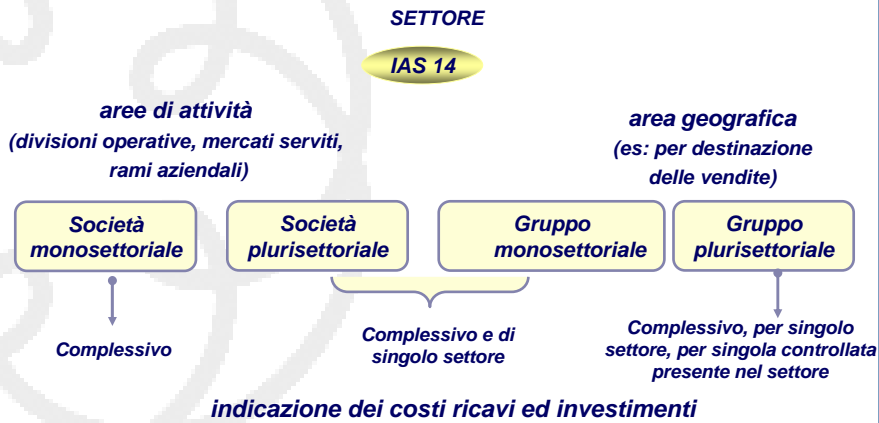 SETTORE
IAS 14
aree di attività
(divisioni operative, mercati serviti,
rami aziendali)
area geografica
(es: per destinazione
delle vendite)
Società
monosettoriale
Società
plurisettoriale
Gruppo
monosettoriale
Gruppo
plurisettoriale
Complessivo
Complessivo e di
singolo settore
Complessivo, per singolo
settore, per singola controllata
presente nel settore
indicazione dei costi ricavi ed investimenti